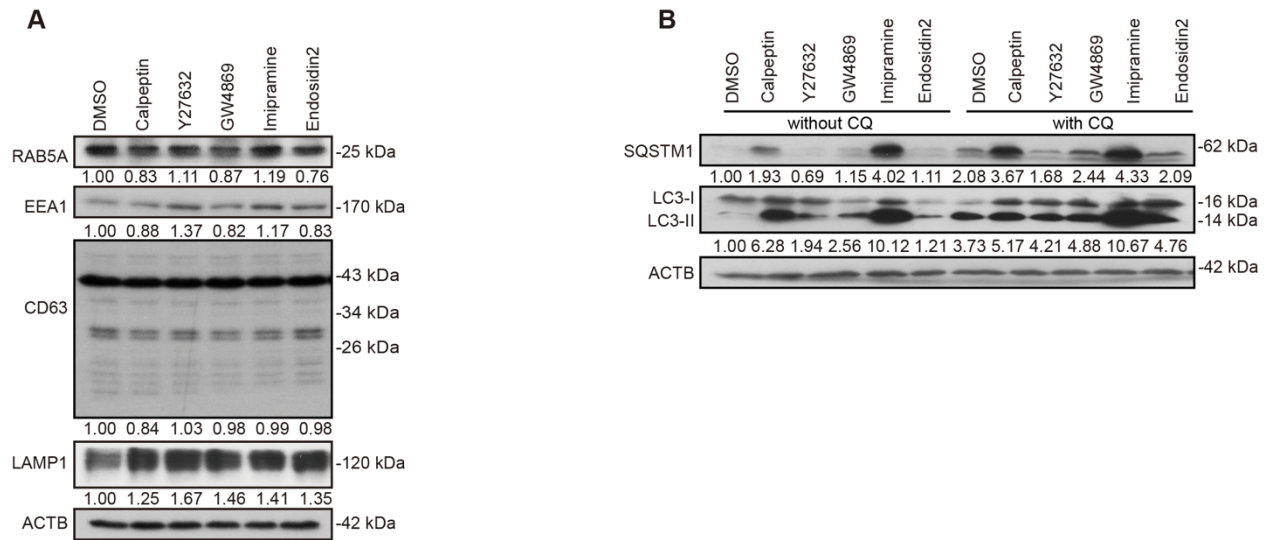 A
DMSO Calpeptin Y27632 GW4869 Imipramine Endosidin2
RAB5A -25 kDa
1.00 0.83 1.11 0.87 1.19 0.76
EEA1 -170 kDa
1.00 0.88 1.37 0.82 1.17 0.83
CD63
-43 kDa
-34 kDa
-26 kDa
1.00 0.84 1.03 0.98 0.99 0.98
LAMP1 -120 kDa
1.00 1.25 1.67 1.46 1.41 1.35
ACTB -42 kDa
B
DMSO Calpeptin Y27632 GW4869 Imipramine Endosidin2 DMSO Calpeptin Y27632 GW4869 Imipramine Endosidin2
without CQ with CQ
SQSTM1 -62 kDa
1.00 1.93 0.69 1.15 4.02 1.11 2.08 3.67 1.68 2.44 4.33 2.09
LC3-I -16 kDa
LC3-II -14 kDa
1.00 6.28 1.94 2.56 10.12 1.21 3.73 5.17 4.21 4.88 10.67 4.76
ACTB -42 kDa